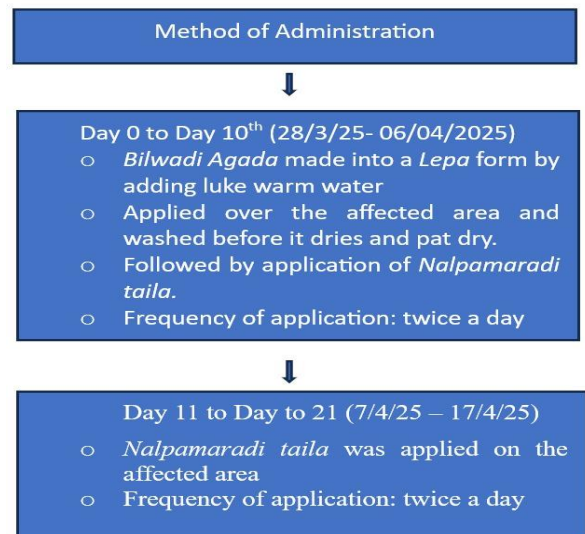 Method of Administration
Day 0 to Day 10th (28/3/25- 06/04/2025)
o Bilwadi Agada made into a Lepa form by
adding luke warm water
o Applied over the affected area and
washed before it dries and pat dry.
o Followed by application of Nalpamaradi
taila.
o Frequency of application: twice a day
Day 11 to Day to 21 (7/4/25 – 17/4/25)
o Nalpamaradi taila was applied on the
affected area
o Frequency of application: twice a day